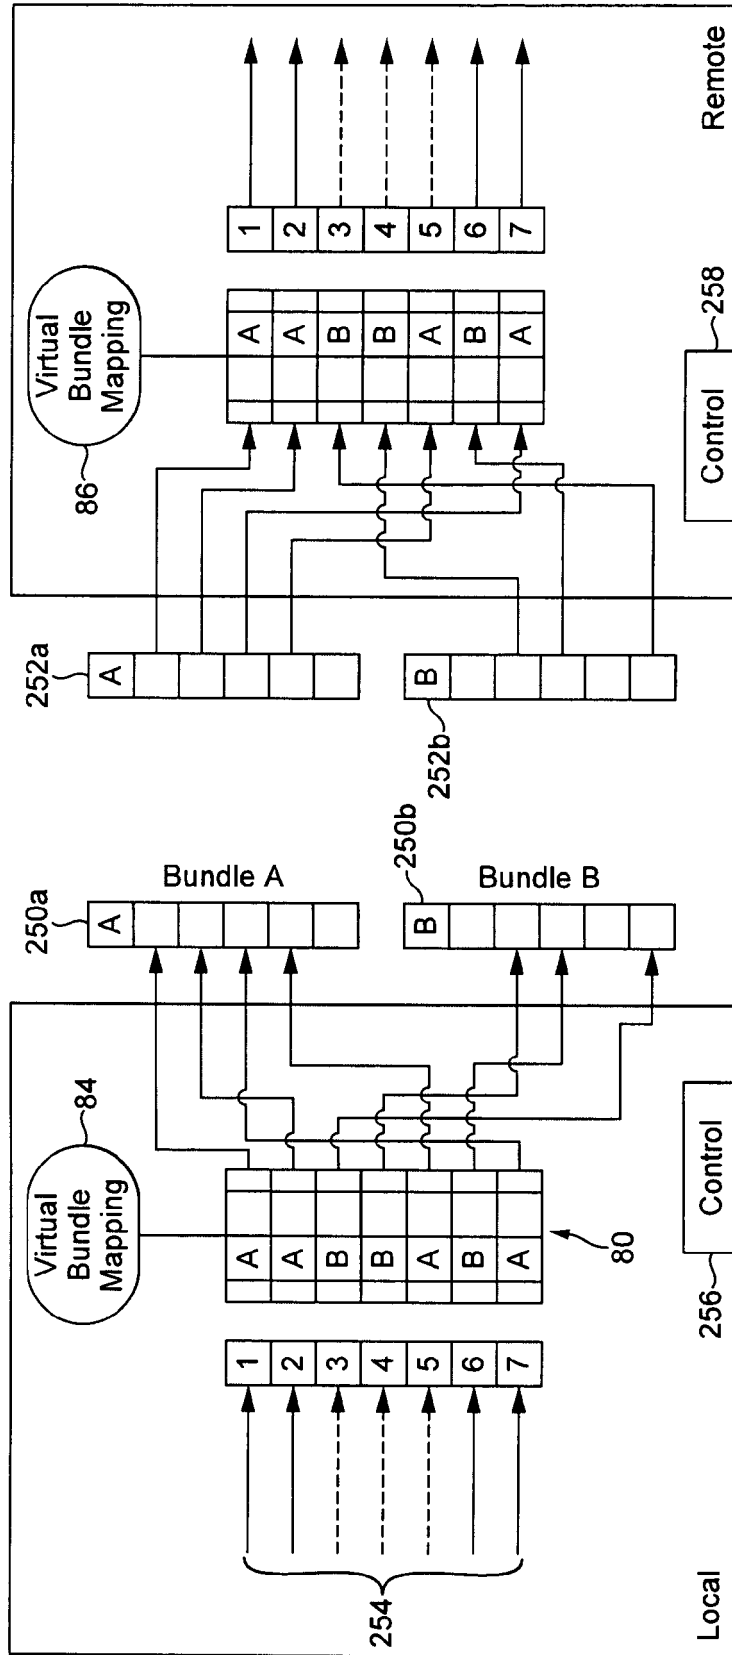 Local
254
1
2
3
4
5
6
7
Virtual
Bundle
Mapping
84
A
A
B
B
A
B
A
80
256
Control
250a
A
Bundle A
250b
B
Bundle B
252a
A
252b
B
Virtual
Bundle
Mapping
86
A
A
B
B
A
B
A
1
2
3
4
5
6
7
Control
258
Remote